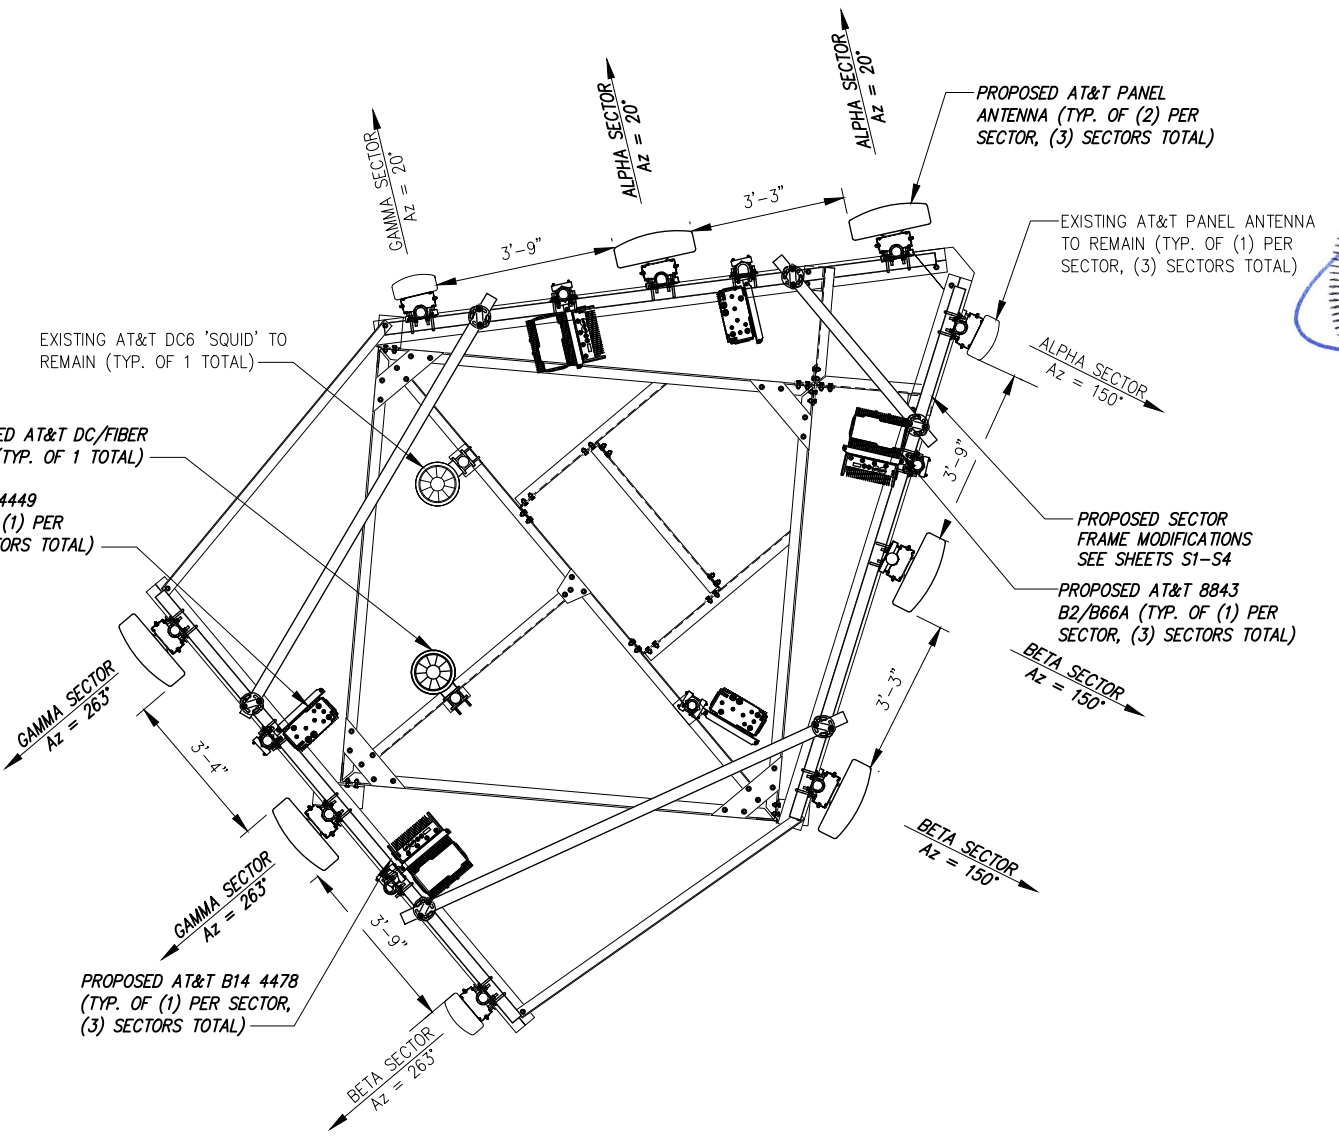 ALPHA SECTOR
Az = 20°
ALPHA SECTOR
Az = 20°
GAMMA SECTOR
Az = 20°
PROPOSED AT&T PANEL
ANTENNA (TYP. OF (2) PER
SECTOR, (3) SECTORS TOTAL)
3'-3"
3'-9"
EXISTING AT&T PANEL ANTENNA
TO REMAIN (TYP. OF (1) PER
SECTOR, (3) SECTORS TOTAL)
EXISTING AT&T DC6 'SQUID' TO
REMAIN (TYP. OF 1 TOTAL)
ALPHA SECTOR
Az = 150°
3'-9"
ED AT&T DC/FIBER
(TYP. OF 1 TOTAL)
4449
(1) PER
TORS TOTAL)
PROPOSED SECTOR
FRAME MODIFICATIONS
SEE SHEETS S1-S4
PROPOSED AT&T 8843
B2/B66A (TYP. OF (1) PER
SECTOR, (3) SECTORS TOTAL)
BETA SECTOR
Az = 150°
3'-3"
GAMMA SECTOR
Az = 263°
3'-4"
BETA SECTOR
Az = 150°
GAMMA SECTOR
Az = 263°
3'-9"
PROPOSED AT&T B14 4478
(TYP. OF (1) PER SECTOR,
(3) SECTORS TOTAL)
BETA SECTOR
Az = 263°